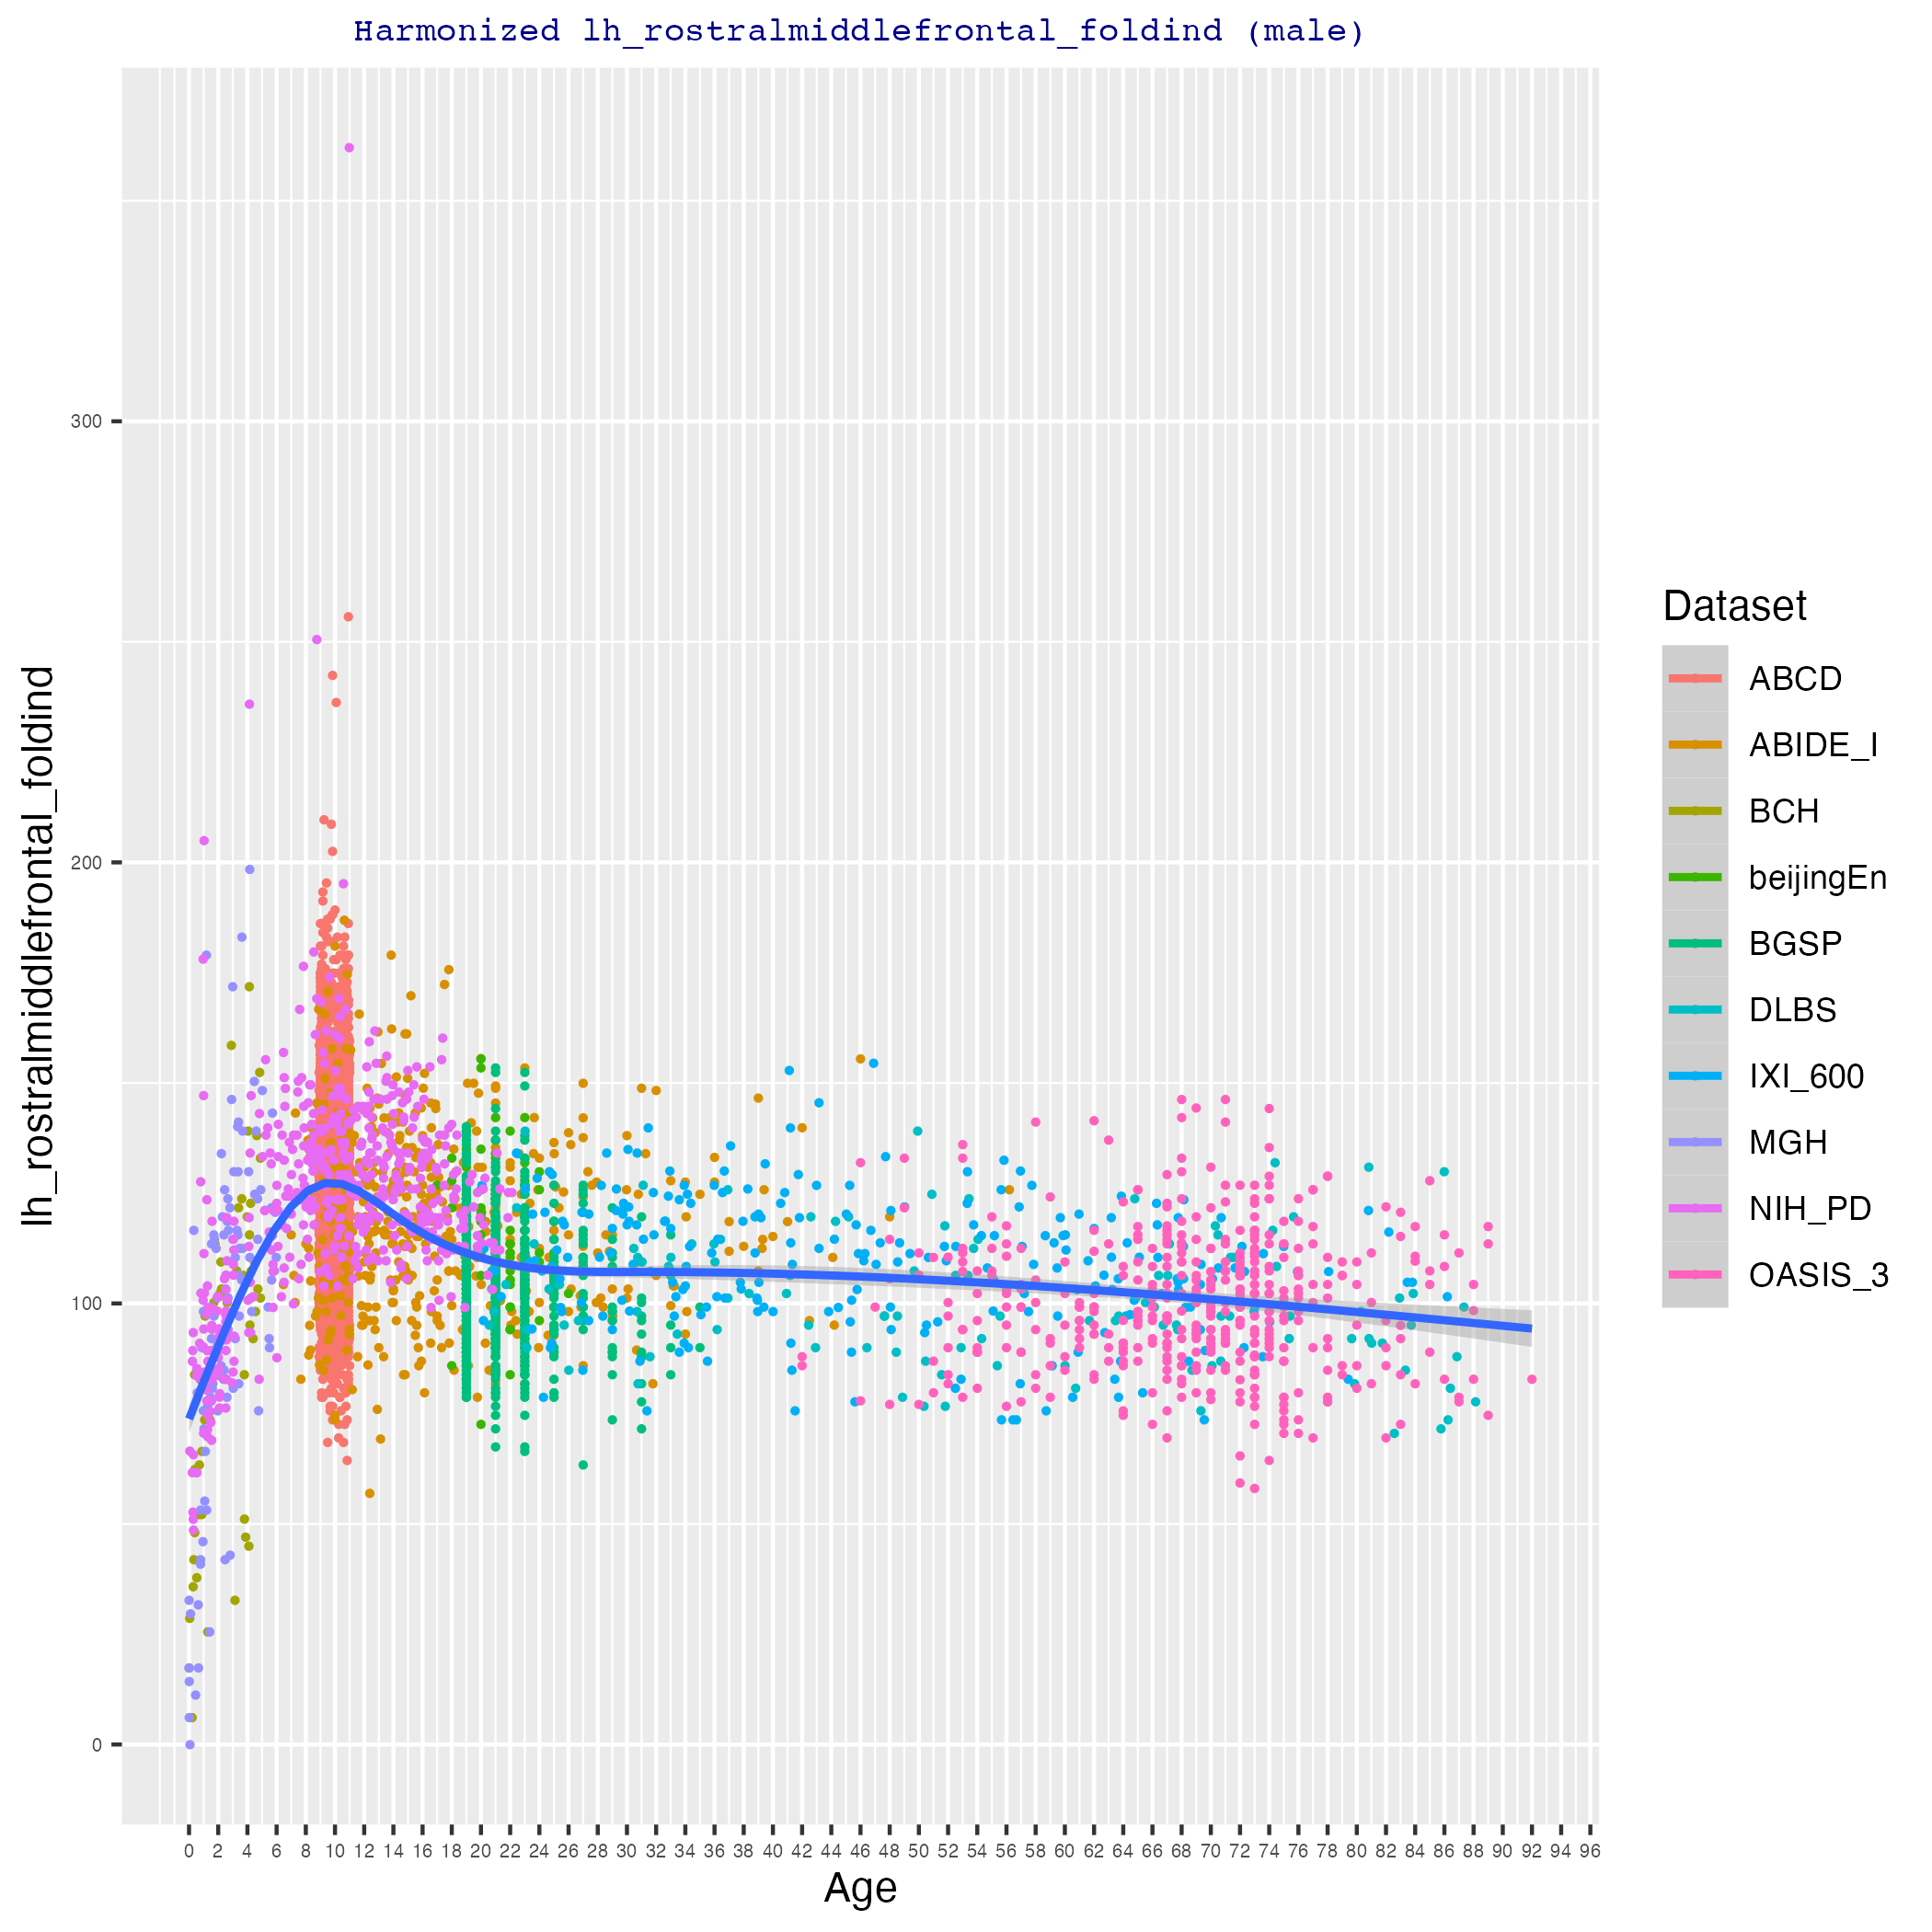 Harmonized lh_rostralmiddlefrontal_foldind (male)
lh_rostralmiddlefrontal_foldind
300
200
100
0
0 2 4 6 8 10 12 14 16 18 20 22 24 26 28 30 32 34 36 38 40 42 44 46 48 50 52 54 56 58 60 62 64 66 68 70 72 74 76 78 80 82 84 86 88 90 92 94 96
Age
Dataset
ABCD
ABIDE_I
BCH
beijingEn
BGSP
DLBS
IXI_600
MGH
NIH_PD
OASIS_3